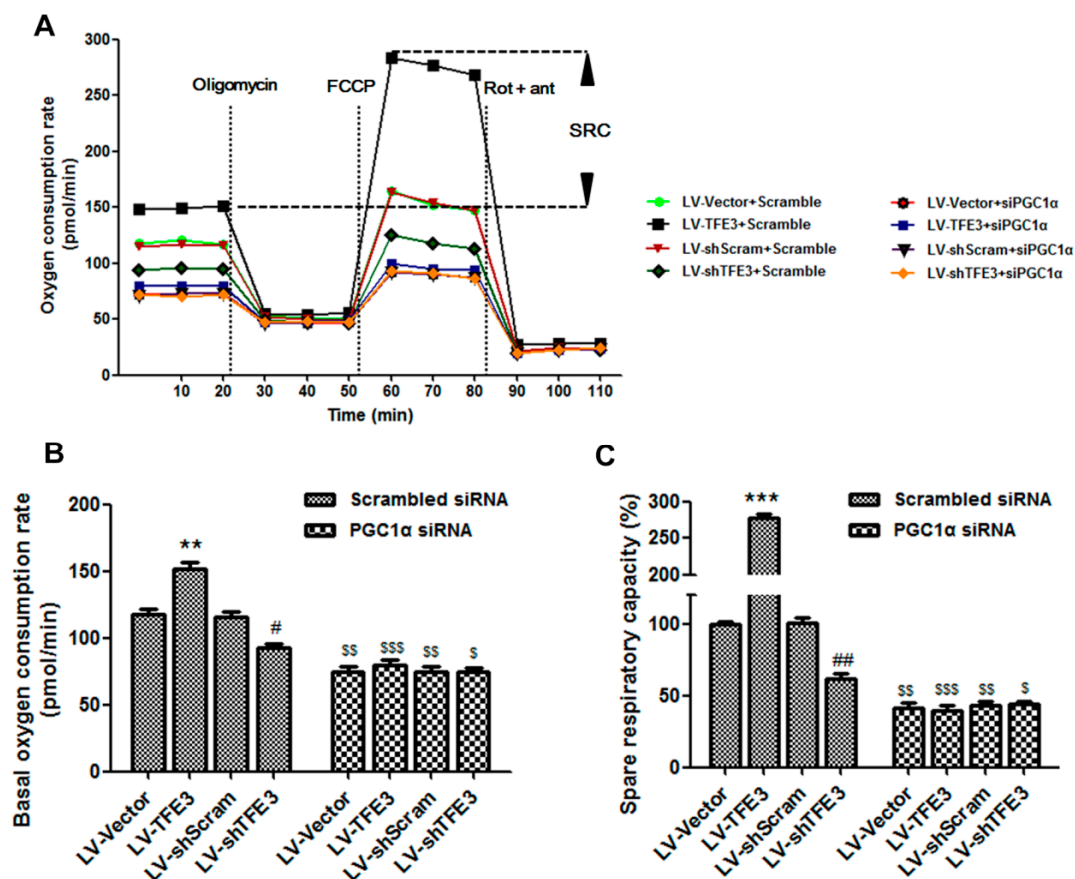 A
Oxygen consumption rate
(pmol/min)
300
250
200
150
100
50
0
Oligomycin
FCCP
Rot + ant
SRC
10 20 30 40 50 60 70 80 90 100 110
Time (min)
LV-Vector+Scramble
LV-TFE3+Scramble
LV-shScram+Scramble
LV-shTFE3+Scramble
LV-Vector+siPGC1α
LV-TFE3+siPGC1α
LV-shScram+siPGC1α
LV-shTFE3+siPGC1α
B
Basal oxygen consumption rate
(pmol/min)
200
150
100
50
0
Scrambled siRNA
PGC1α siRNA
**
#
$$ $$$ $$ $
LV-Vector
LV-TFE3
LV-shScram
LV-shTFE3
LV-Vector
LV-TFE3
LV-shScram
LV-shTFE3
C
Spare respiratory capacity (%)
300
250
200
100
50
0
Scrambled siRNA
PGC1α siRNA
***
##
$$ $$$ $$ $
LV-Vector
LV-TFE3
LV-shScram
LV-shTFE3
LV-Vector
LV-TFE3
LV-shScram
LV-shTFE3